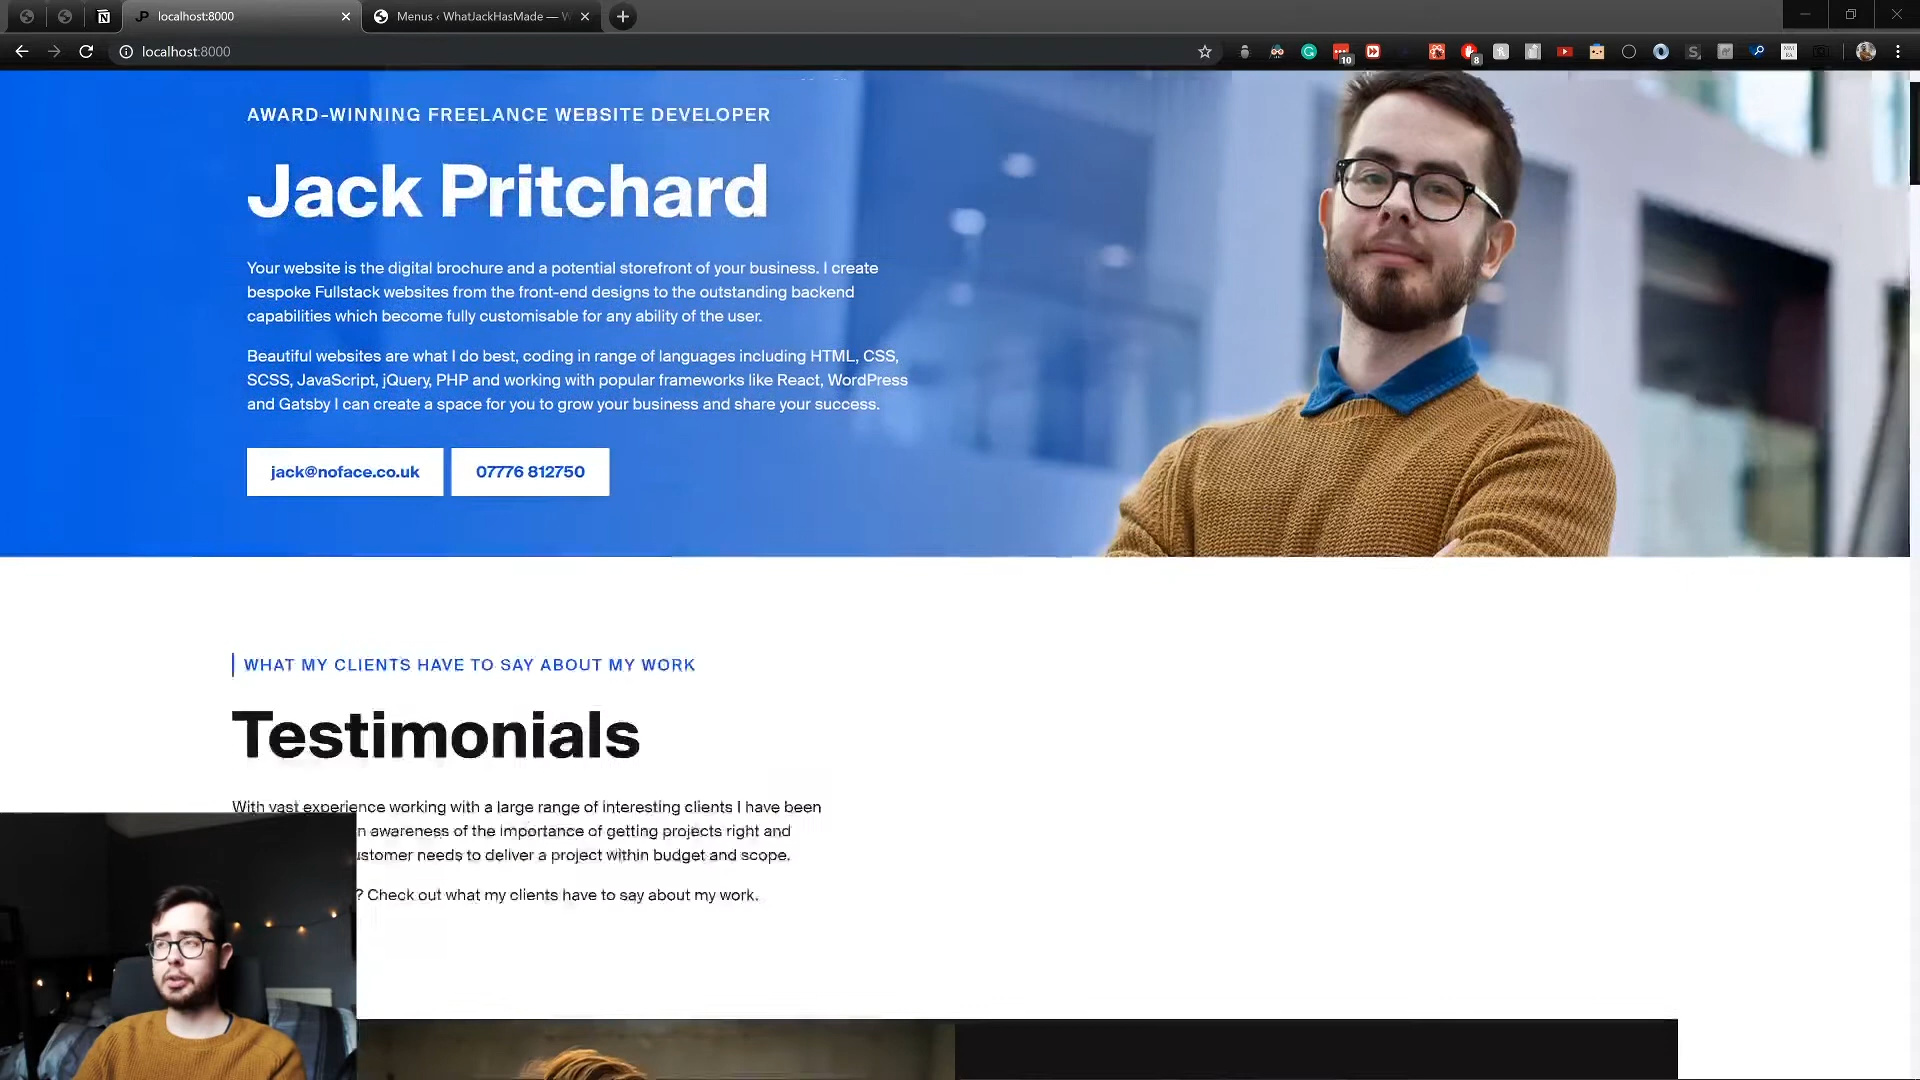 localhost:8000
Menus ‹ WhatJackHasMade —
localhost:8000
10
8
AWARD-WINNING FREELANCE WEBSITE DEVELOPER
Jack Pritchard
Your website is the digital brochure and a potential storefront of your business. I create
bespoke Fullstack websites from the front-end designs to the outstanding backend
capabilities which become fully customisable for any ability of the user.
Beautiful websites are what I do best, coding in range of languages including HTML, CSS,
SCSS, JavaScript, jQuery, PHP and working with popular frameworks like React, WordPress
and Gatsby I can create a space for you to grow your business and share your success.
jack@noface.co.uk
07776 812750
WHAT MY CLIENTS HAVE TO SAY ABOUT MY WORK
Testimonials
With vast experience working with a large range of interesting clients I have been
awareness of the importance of getting projects right and
needs to deliver a project within budget and scope.
? Check out what my clients have to say about my work.